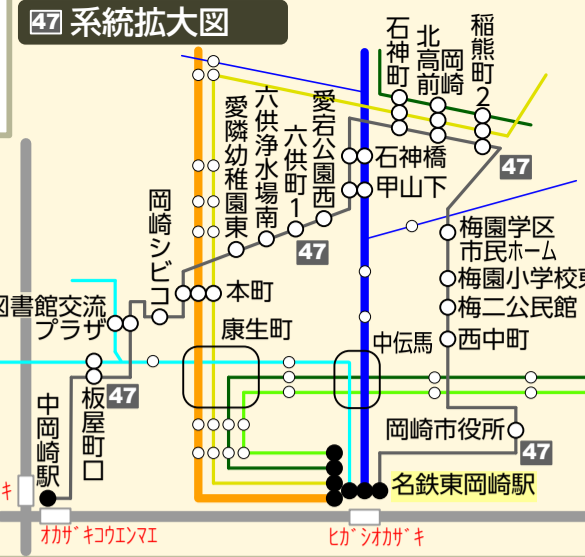 47 系統拡大図
石神町
北高前
岡崎
稲熊町2
愛宕公園西
六供町1
六供浄水場南
愛隣幼稚園東
石神橋
甲山下
47
47
岡崎シビコ
本町
梅園学区
市民ホーム
梅園小学校東
梅二公民館
西中町
図書館交流
プラザ
康生町
中伝馬
47
板屋町口
中岡崎駅
岡崎市役所
47
名鉄東岡崎駅
キ
オカザキコウエンマエ
ヒガシオカザキ